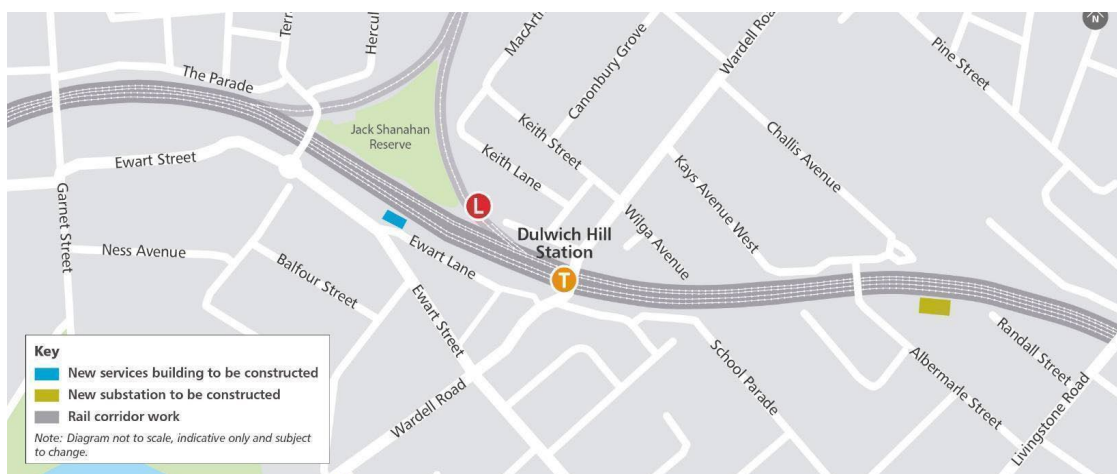 Terra
Hercul
MacArth
Canonbury Grove
Wardell Road
N
Pine Street
The Parade
Jack Shanahan
Reserve
Keith Street
Challis Avenue
Ewart Street
Keith Lane
Kays Avenue West
Garnet Street
L
Wilga Avenue
Dulwich Hill
Station
Ness Avenue
Ewart Lane
T
Balfour Street
Ewart Street
Randall Street
School Parade
Albermarle Street
Livingstone Road
Wardell Road
Key
New services building to be constructed
New substation to be constructed
Rail corridor work
Note: Diagram not to scale, indicative only and subject
to change.